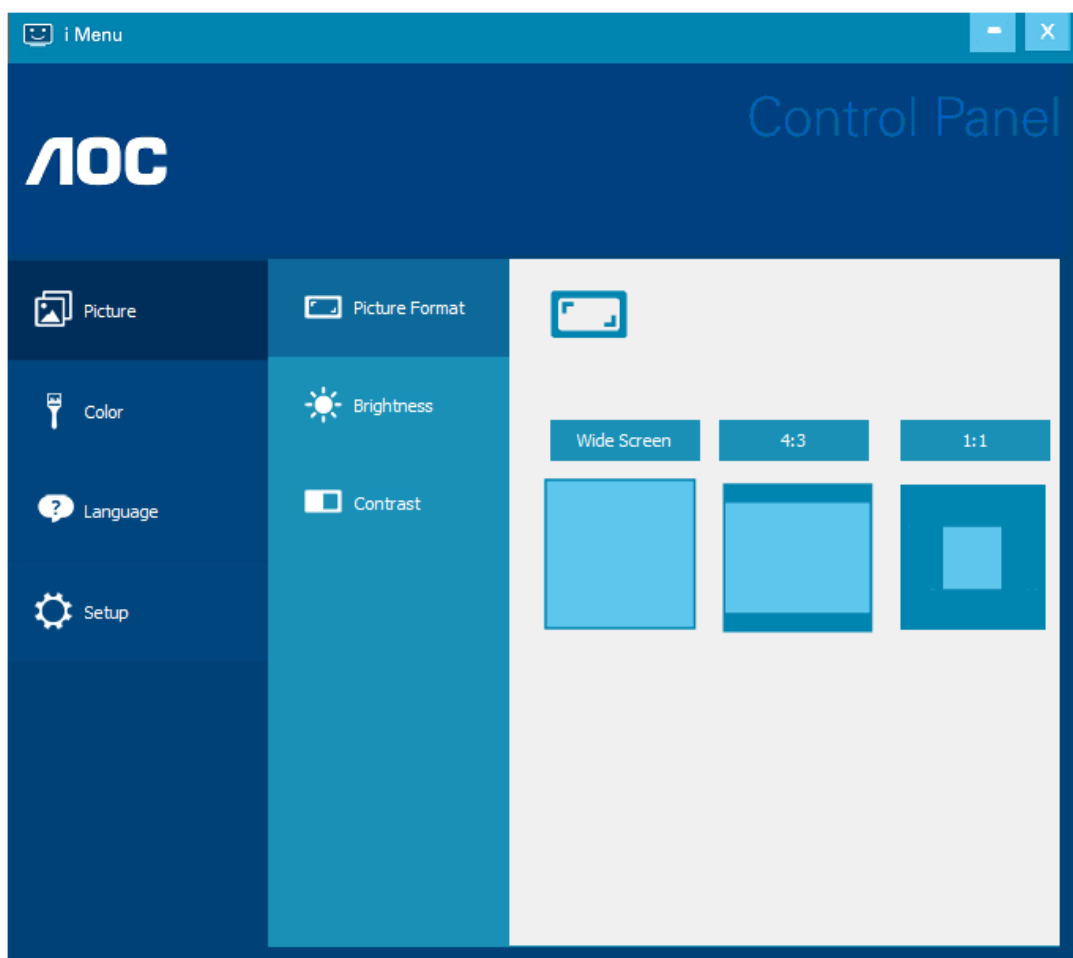 i Menu
- X
Control Panel
AOC
Picture
Color
Language
Setup
Picture Format
Brightness
Contrast
Wide Screen
4:3
1:1